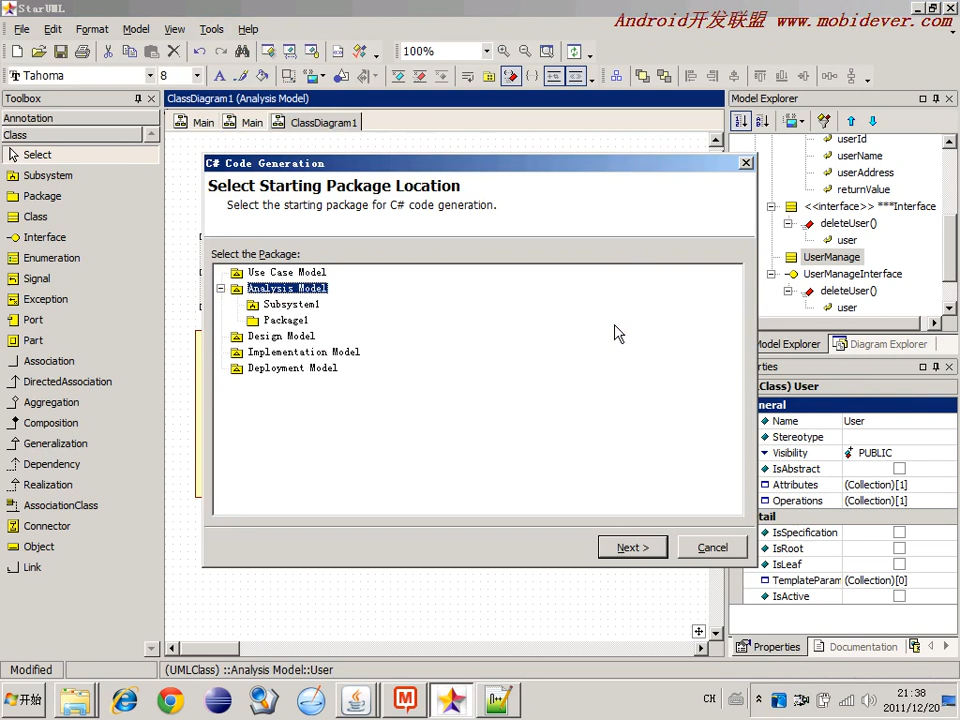 StarUML
Android开发联盟 www.mobidever.com
File Edit Format Model View Tools Help
100%
Tahoma 8
Toolbox
ClassDiagram1 (Analysis Model)
Model Explorer
Annotation
Main Main ClassDiagram1
Class
Select
Subsystem
Package
Class
Interface
Enumeration
Signal
Exception
Port
Part
Association
DirectedAssociation
Aggregation
Composition
Generalization
Dependency
Realization
AssociationClass
Connector
Object
Link
C# Code Generation
Select Starting Package Location
Select the starting package for C# code generation.
Select the Package:
Use Case Model
Analysis Model
Subsystem1
Package1
Design Model
Implementation Model
Deployment Model
Next >
Cancel
userId
userName
userAddress
returnValue
<<interface>> ***Interface
deleteUser()
user
UserManage
UserManageInterface
deleteUser()
user
Model Explorer Diagram Explorer
rties
Class) User
neral
Name User
Stereotype
Visibility PUBLIC
IsAbstract
Attributes (Collection)[1]
Operations (Collection)[1]
tail
IsSpecification
IsRoot
IsLeaf
TemplateParam (Collection)[0]
IsActive
Properties Documentation
Modified
(UMLClass) ::Analysis Model::User
开始
CH
21:38
2011/12/20